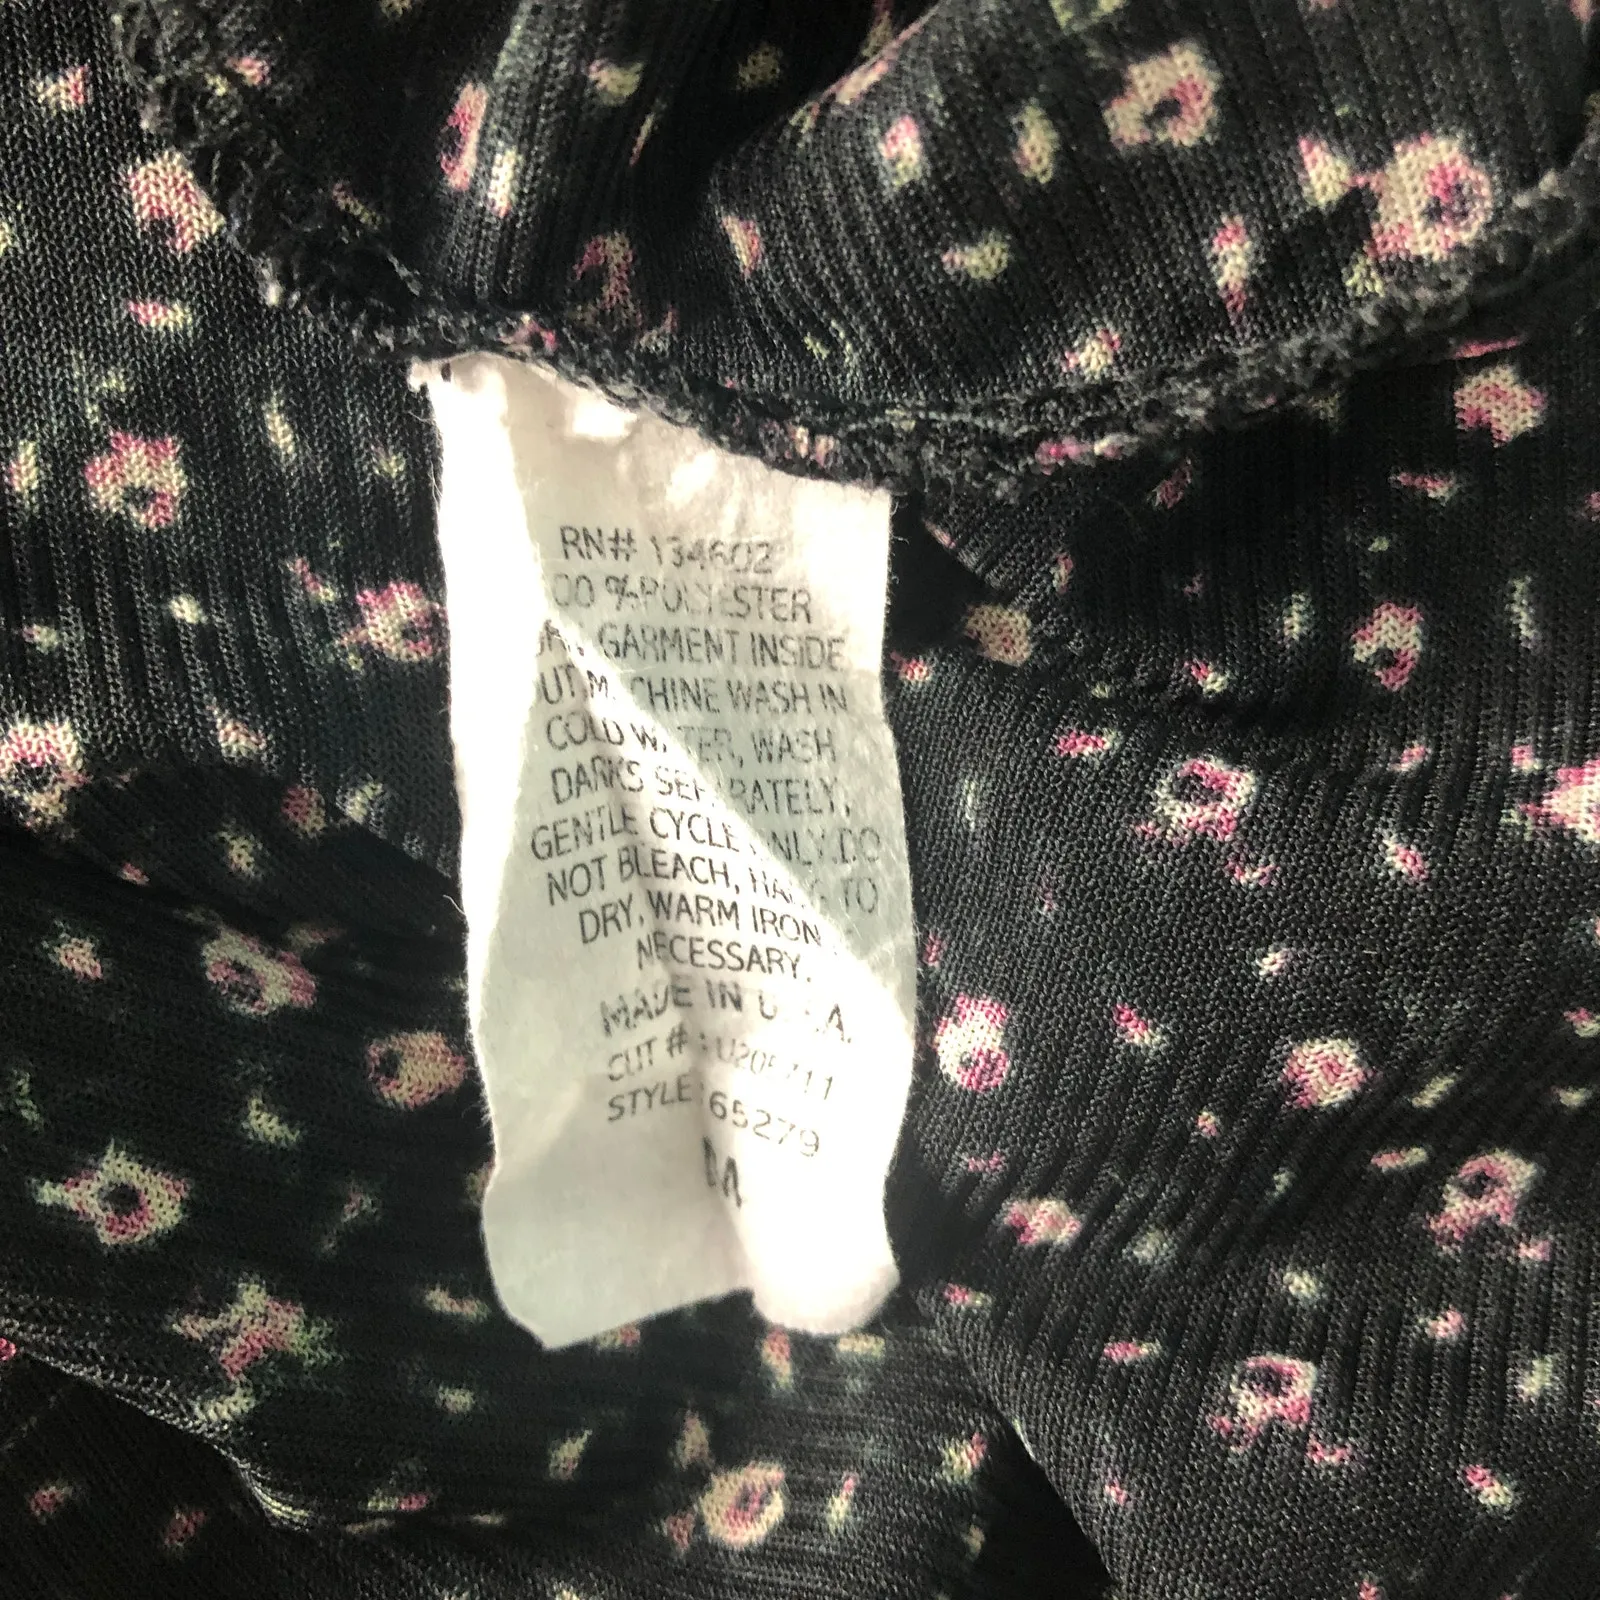 RN# 134602
00 % POLYESTER
GARMENT INSIDE
UT MACHINE WASH IN
COLD WATER, WASH
DARKS SEPARATELY,
GENTLE CYCLE ONLY. DO
NOT BLEACH, HANG TO
DRY, WARM IRON
NECESSARY.
MADE IN U.S.A.
CUT # :
STYLE 65279